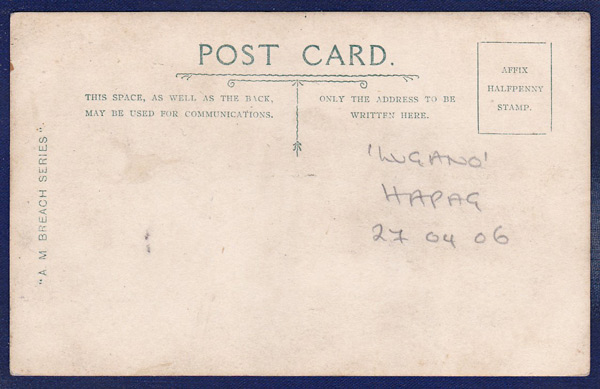 POST CARD.
THIS SPACE, AS WELL AS THE BACK,
MAY BE USED FOR COMMUNICATIONS.
ONLY THE ADDRESS TO BE
WRITTEN HERE.
AFFIX
HALFPENNY
STAMP.
"A M BREACH SERIES".
'LUGANO'
HAPAG
27 04 06